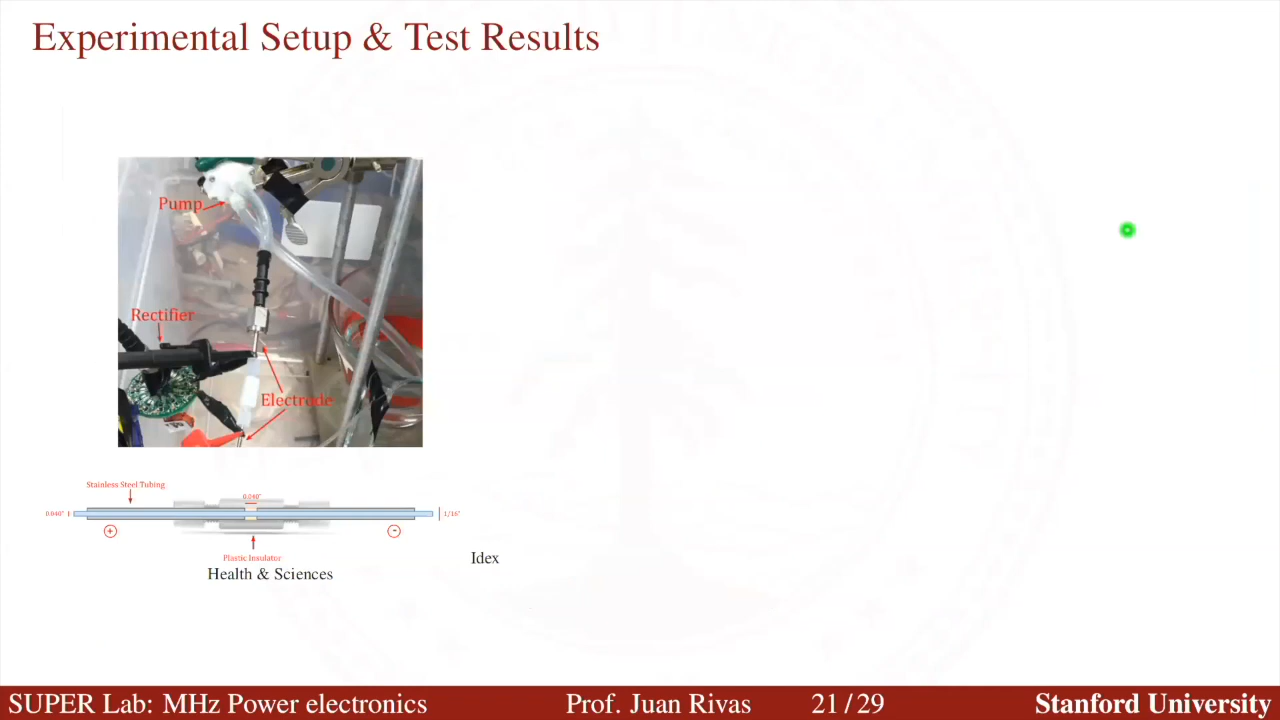 Experimental Setup & Test Results
Pump
Rectifier
Electrode
Stainless Steel Tubing
0.040"
0.040"
1/16"
+
-
Plastic Insulator
Idex
Health & Sciences
SUPER Lab: MHz Power electronics
Prof. Juan Rivas
21 / 29
Stanford University